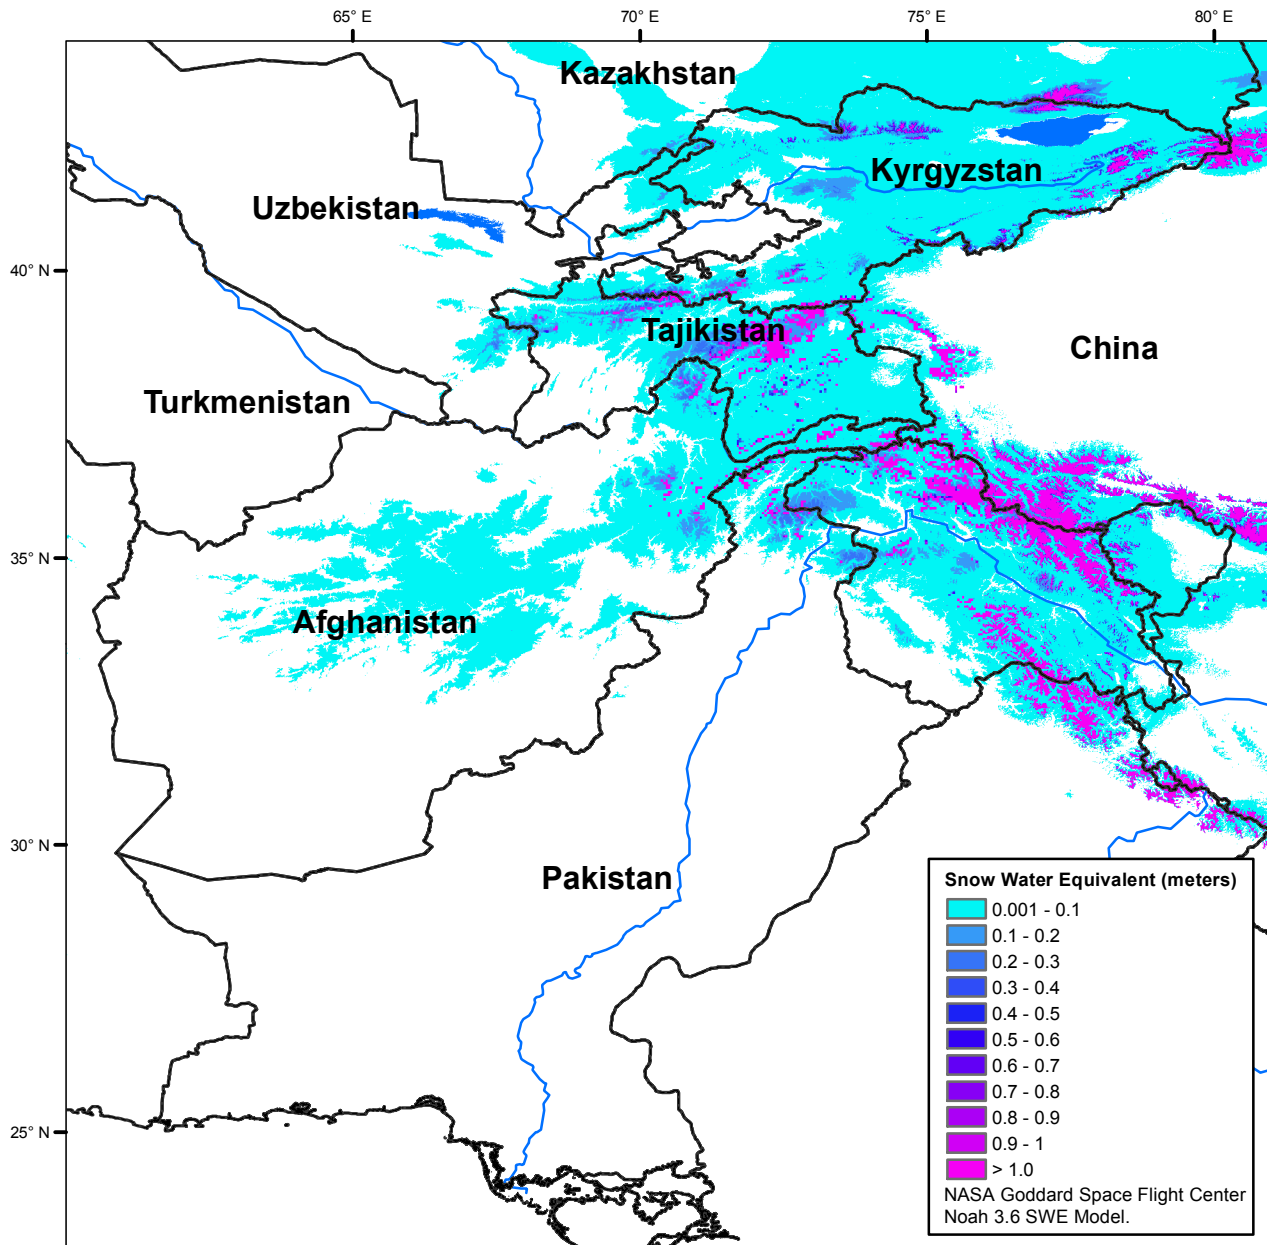 65° E
70° E
75° E
80° E
Kazakhstan
Kyrgyzstan
Uzbekistan
40° N
Tajikistan
China
Turkmenistan
35° N
Afghanistan
30° N
Pakistan
Snow Water Equivalent (meters)
0.001 - 0.1
0.1 - 0.2
0.2 - 0.3
0.3 - 0.4
0.4 - 0.5
0.5 - 0.6
0.6 - 0.7
0.7 - 0.8
0.8 - 0.9
0.9 - 1
> 1.0
25° N
NASA Goddard Space Flight Center
Noah 3.6 SWE Model.